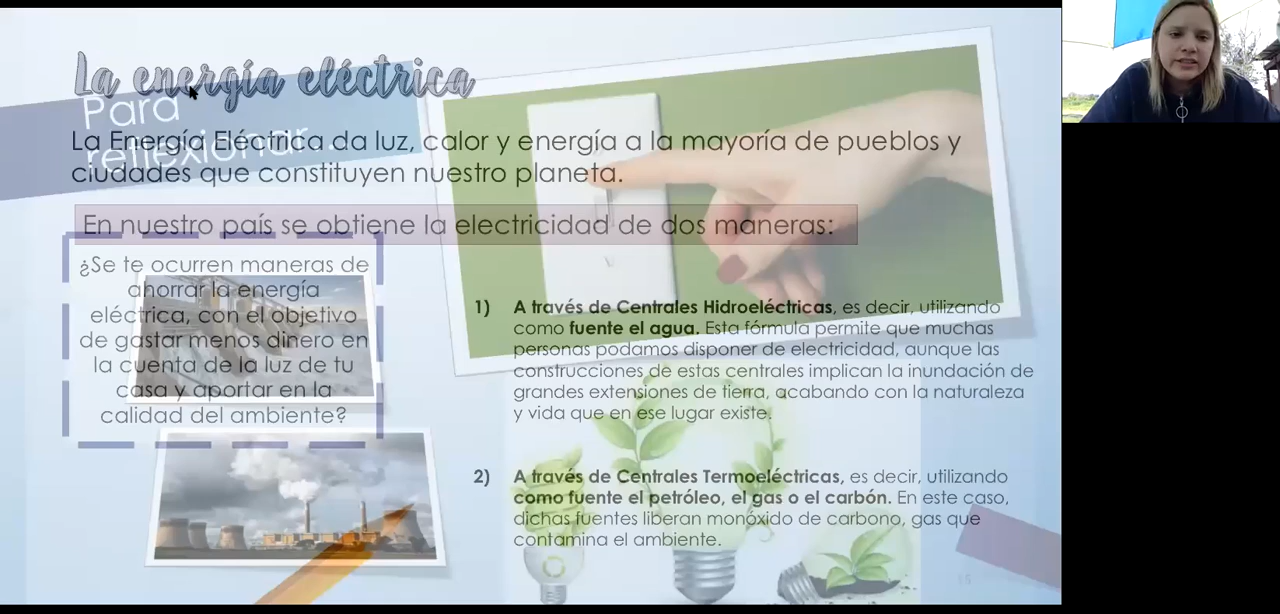 La energía eléctrica
Para
reflexionar...
La Energía Eléctrica da luz, calor y energía a la mayoría de pueblos y
ciudades que constituyen nuestro planeta.
En nuestro país se obtiene la electricidad de dos maneras:
¿Se te ocurren maneras de
ahorrar la energía
eléctrica, con el objetivo
de gastar menos dinero en
la cuenta de la luz de tu
casa y aportar en la
calidad del ambiente?
1) A través de Centrales Hidroeléctricas, es decir, utilizando
como fuente el agua. Esta fórmula permite que muchas
personas podamos disponer de electricidad, aunque las
construcciones de estas centrales implican la inundación de
grandes extensiones de tierra, acabando con la naturaleza
y vida que en ese lugar existe.
2) A través de Centrales Termoeléctricas, es decir, utilizando
como fuente el petróleo, el gas o el carbón. En este caso,
dichas fuentes liberan monóxido de carbono, gas que
contamina el ambiente.
15